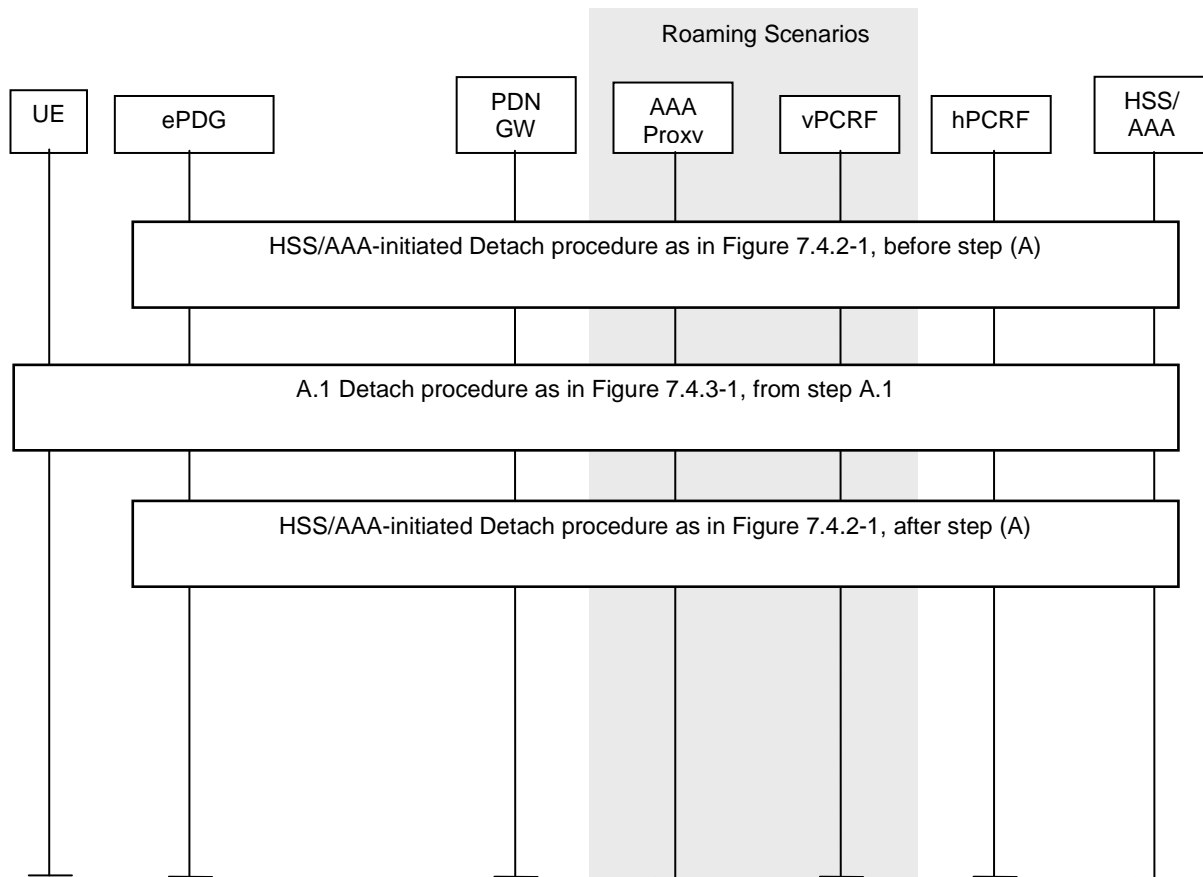 Roaming Scenarios
UE
ePDG
PDN
GW
AAA
Proxv
vPCRF
hPCRF
HSS/
AAA
HSS/AAA-initiated Detach procedure as in Figure 7.4.2-1, before step (A)
A.1 Detach procedure as in Figure 7.4.3-1, from step A.1
HSS/AAA-initiated Detach procedure as in Figure 7.4.2-1, after step (A)